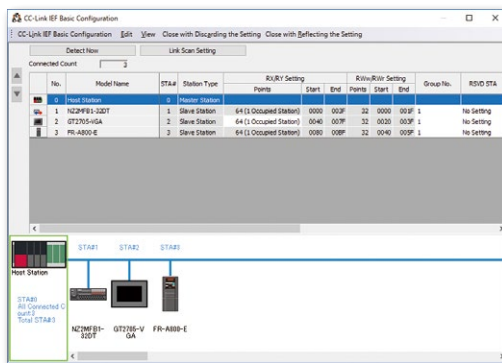 CC-Link IEF Basic Configuration
CC-Link IEF Basic Configuration Edit View Close with Discarding the Setting Close with Reflecting the Setting
Detect Now Link Scan Setting
Connected Count 3
No. Model Name STA# Station Type RX/RY Setting RWw/RWr Setting Group No. RSVD STA
Points Start End Points Start End
0 Host Station 0 Master Station
1 NZ2MFB1-32DT 1 Slave Station 64 (1 Occupied Station) 0000 003F 32 0000 001F 1 No Setting
2 GT2705-VGA 2 Slave Station 64 (1 Occupied Station) 0040 007F 32 0020 003F 1 No Setting
3 FR-A800-E 3 Slave Station 64 (1 Occupied Station) 0080 00BF 32 0040 005F 1 No Setting
STA#1 STA#2 STA#3
Host Station
STA#0
All Connected C
ount:3
Total STA#:3
NZ2MFB1-
32DT
GT2705-V
GA
FR-A800-E